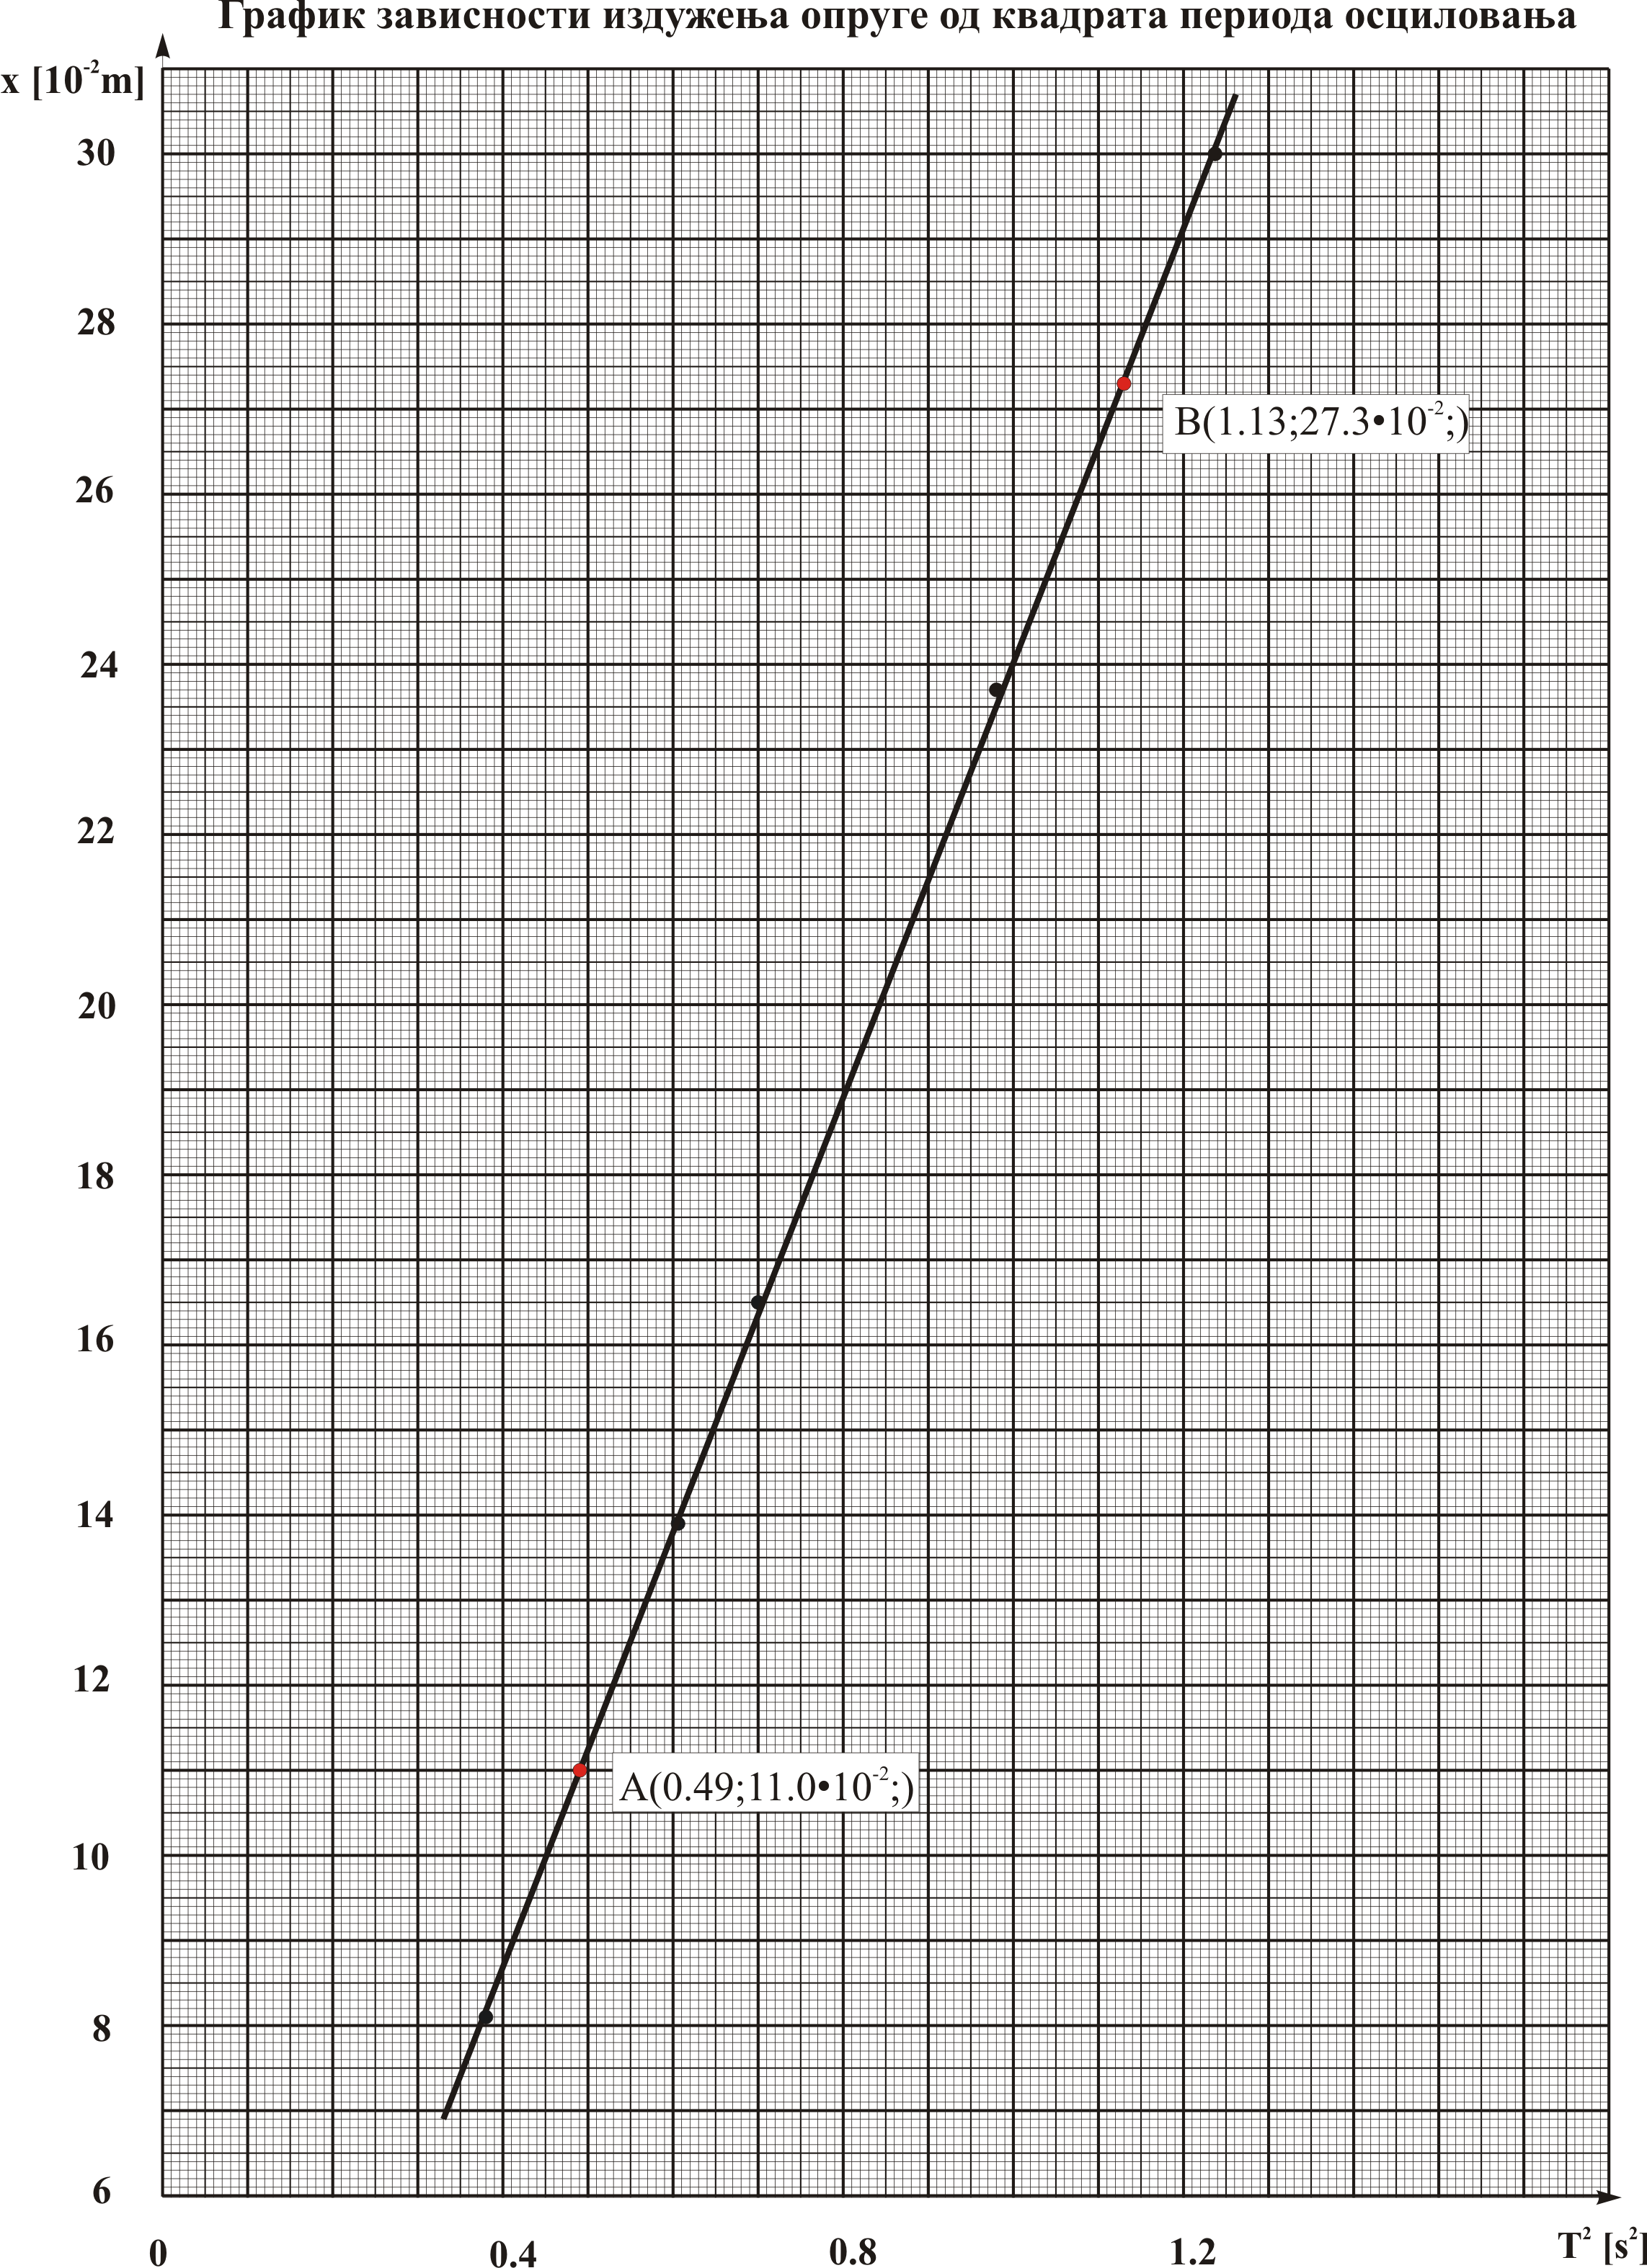 График зависности издужења опруге од квадрата периода осциловања
x [10⁻²m]
30
28
B(1.13;27.3•10⁻²;)
26
24
22
20
18
16
14
12
A(0.49;11.0•10⁻²;)
10
8
6
0 0.4 0.8 1.2 T² [s²]